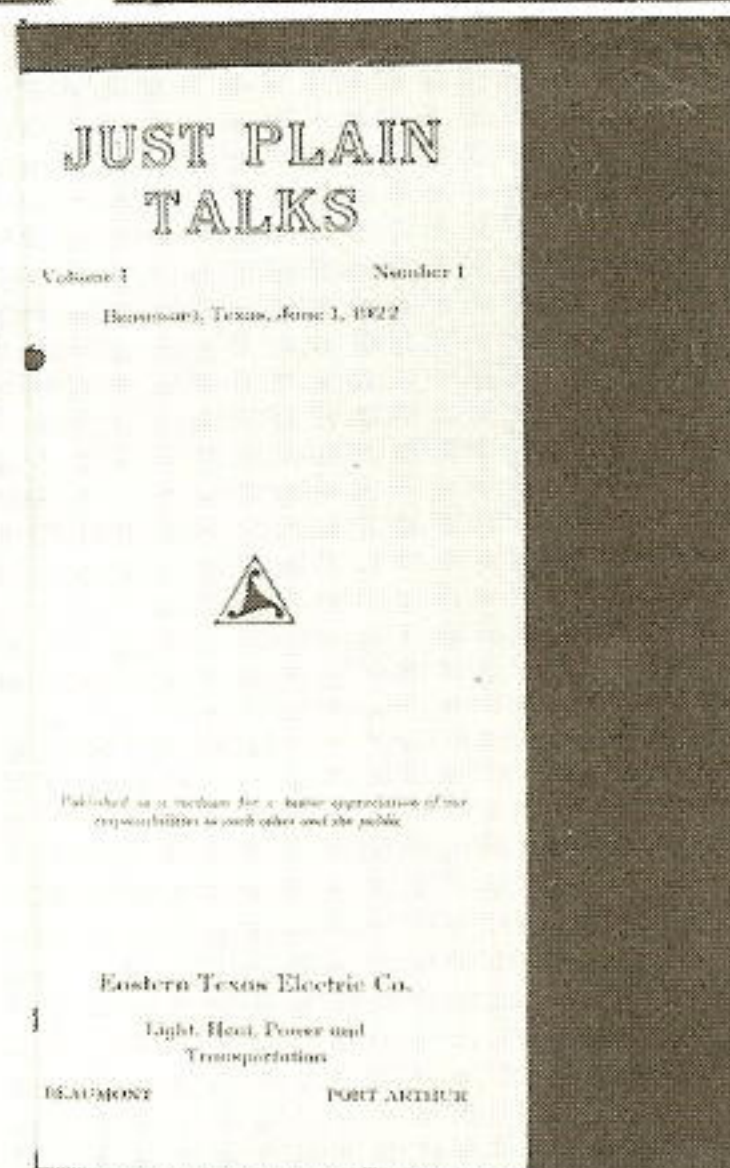 JUST PLAIN
TALKS
Volume I
Number 1
Beaumont, Texas, June 1, 1922
Published as a medium for a better appreciation of our
responsibilities to each other and the public
Eastern Texas Electric Co.
Light, Heat, Power and
Transportation
BEAUMONT
PORT ARTHUR